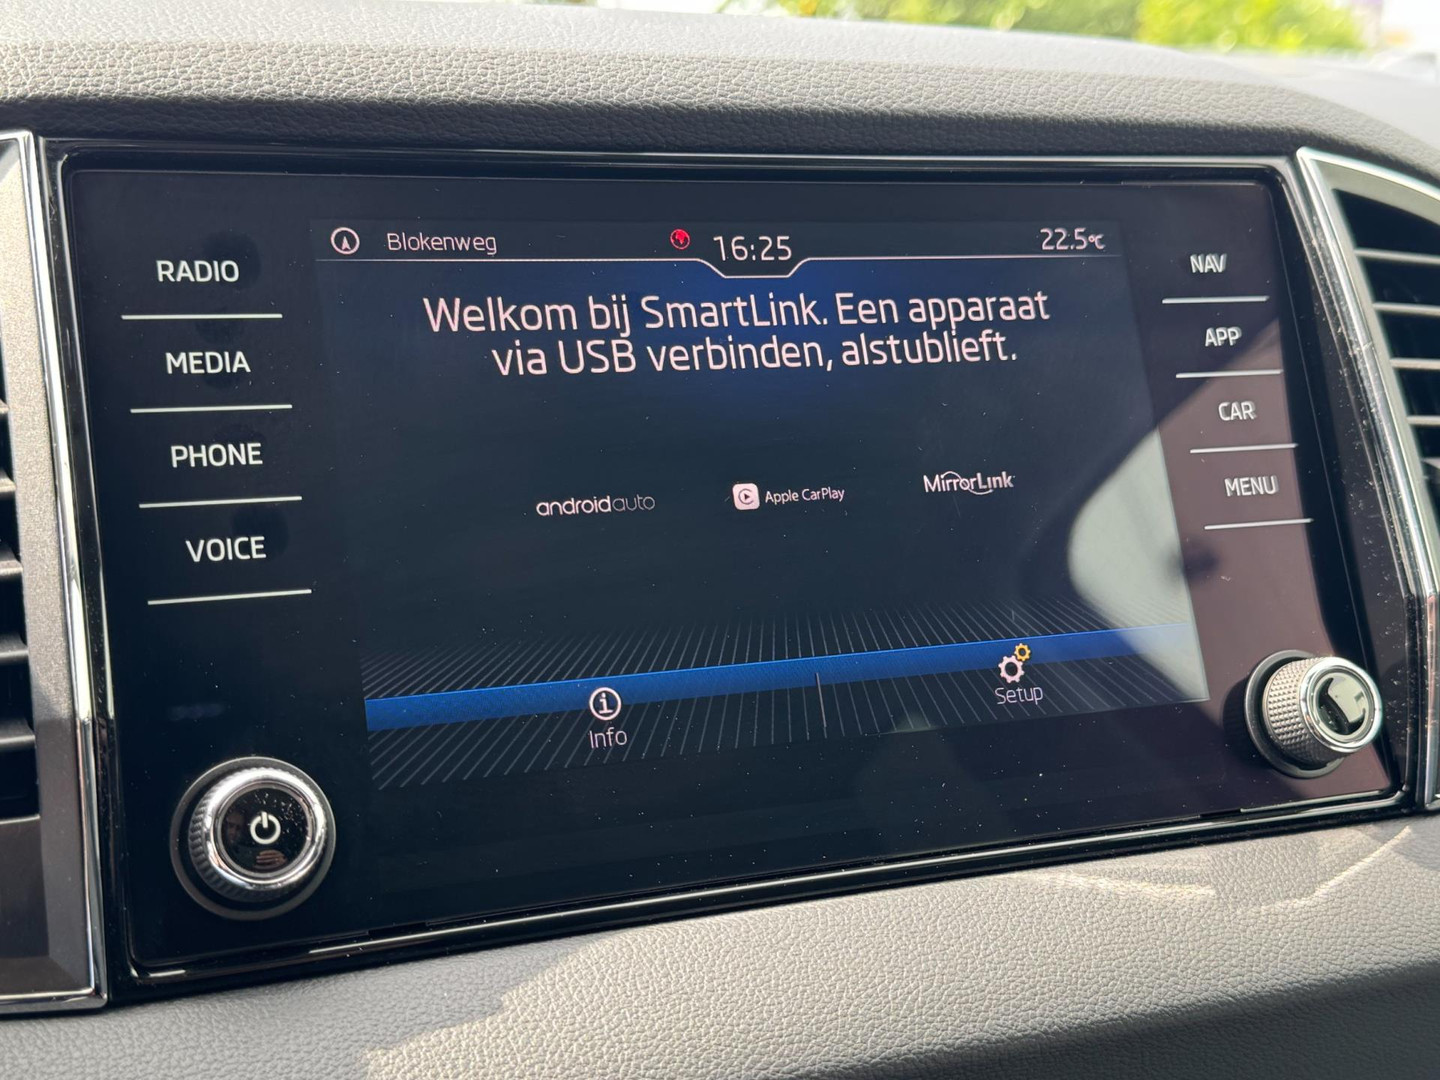 Blokenweg
16:25
22.5°C
RADIO
MEDIA
PHONE
VOICE
Welkom bij SmartLink. Een apparaat
via USB verbinden, alstublieft.
androidauto
Apple CarPlay
MirrorLink
Info
Setup
NAV
APP
CAR
MENU